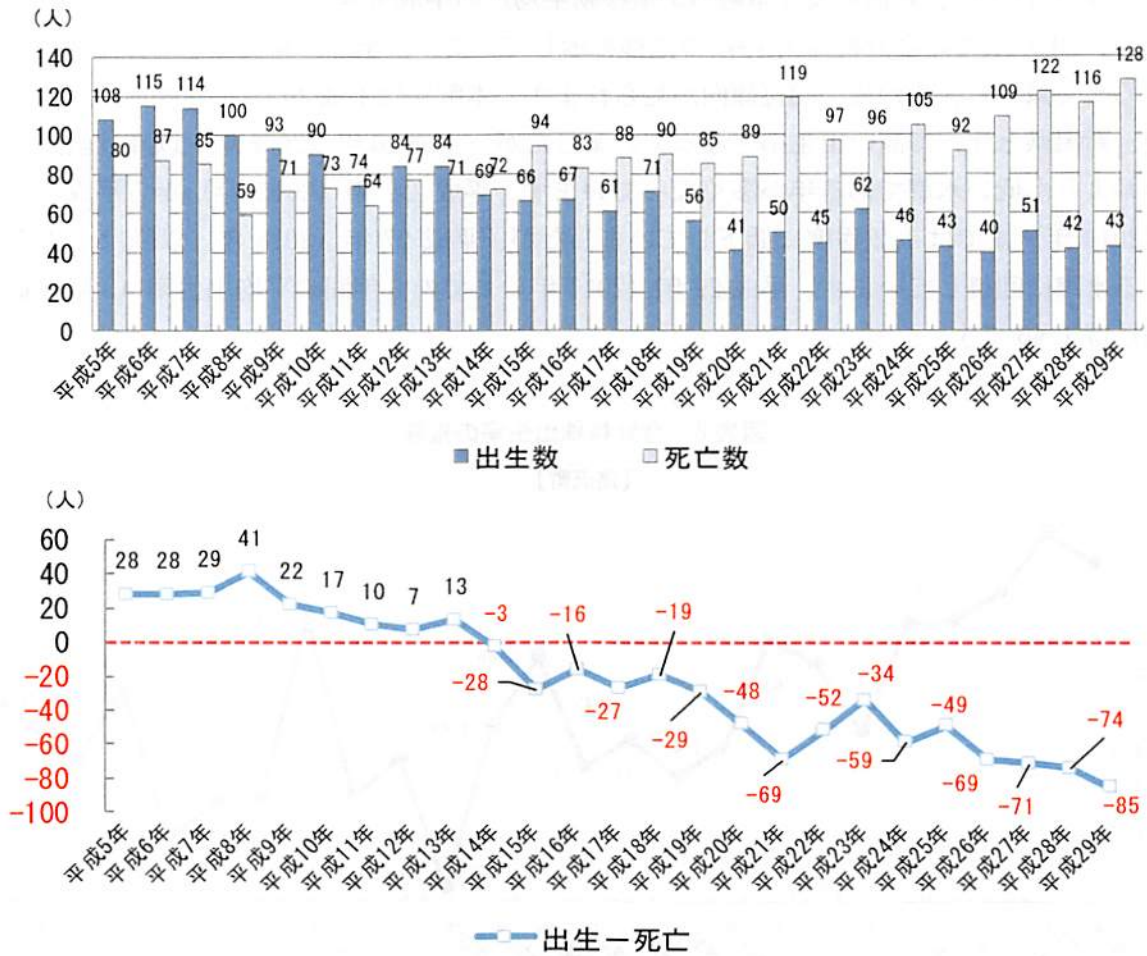 (人)
140
120
100
80
60
40
20
0
108 115 114 100 93 90 74 84 84 69 66 67 61 71 56 41 50 45 62 46 43 40 51 42 43
80 87 85 59 71 73 64 77 71 72 94 83 88 90 85 89 119 97 96 105 92 109 122 116 128
平成5年 平成6年 平成7年 平成8年 平成9年 平成10年 平成11年 平成12年 平成13年 平成14年 平成15年 平成16年 平成17年 平成18年 平成19年 平成20年 平成21年 平成22年 平成23年 平成24年 平成25年 平成26年 平成27年 平成28年 平成29年
出生数 死亡数
(人)
60
40
20
0
-20
-40
-60
-80
-100
28 28 29 41 22 17 10 7 13 -3 -28 -16 -27 -19 -29 -48 -69 -52 -34 -59 -49 -69 -71 -74 -85
平成5年 平成6年 平成7年 平成8年 平成9年 平成10年 平成11年 平成12年 平成13年 平成14年 平成15年 平成16年 平成17年 平成18年 平成19年 平成20年 平成21年 平成22年 平成23年 平成24年 平成25年 平成26年 平成27年 平成28年 平成29年
出生－死亡